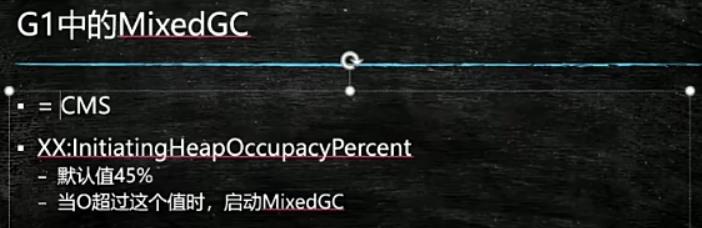 G1中的MixedGC
▪ = CMS
▪ XX:InitiatingHeapOccupacyPercent
– 默认值45%
– 当O超过这个值时，启动MixedGC